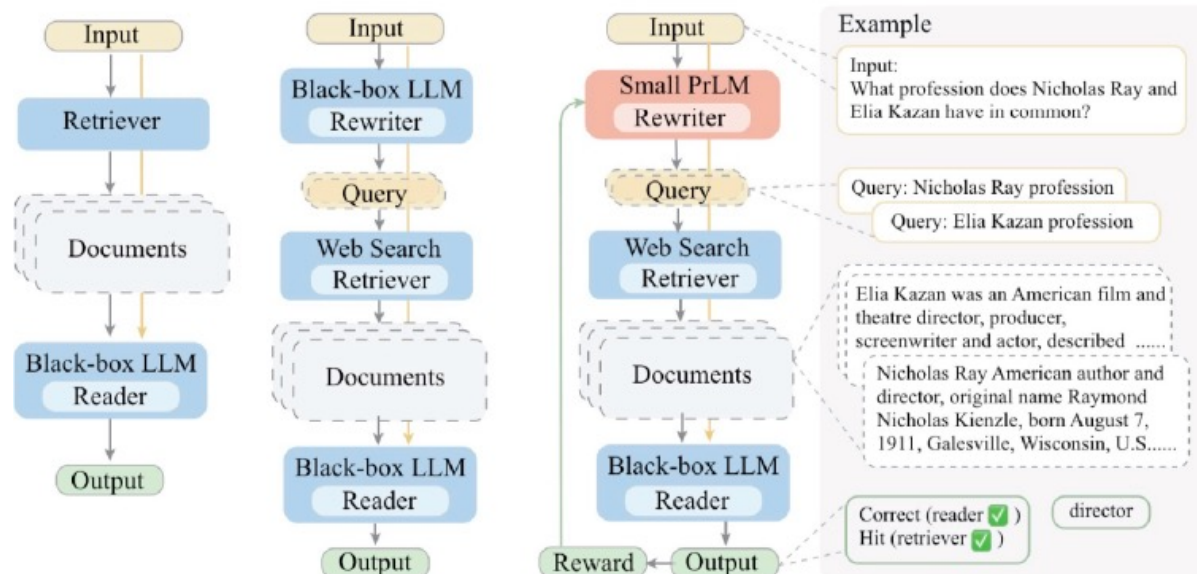 Input
Retriever
Documents
Black-box LLM
Reader
Output
Input
Black-box LLM
Rewriter
Query
Web Search
Retriever
Documents
Black-box LLM
Reader
Output
Input
Small PrLM
Rewriter
Query
Web Search
Retriever
Documents
Black-box LLM
Reader
Reward
Output
Example
Input:
What profession does Nicholas Ray and
Elia Kazan have in common?
Query: Nicholas Ray profession
Query: Elia Kazan profession
Elia Kazan was an American film and
theatre director, producer,
screenwriter and actor, described ......
Nicholas Ray American author and
director, original name Raymond
Nicholas Kienzle, born August 7,
1911, Galesville, Wisconsin, U.S......
Correct (reader ✅ )
Hit (retriever ✅ )
director